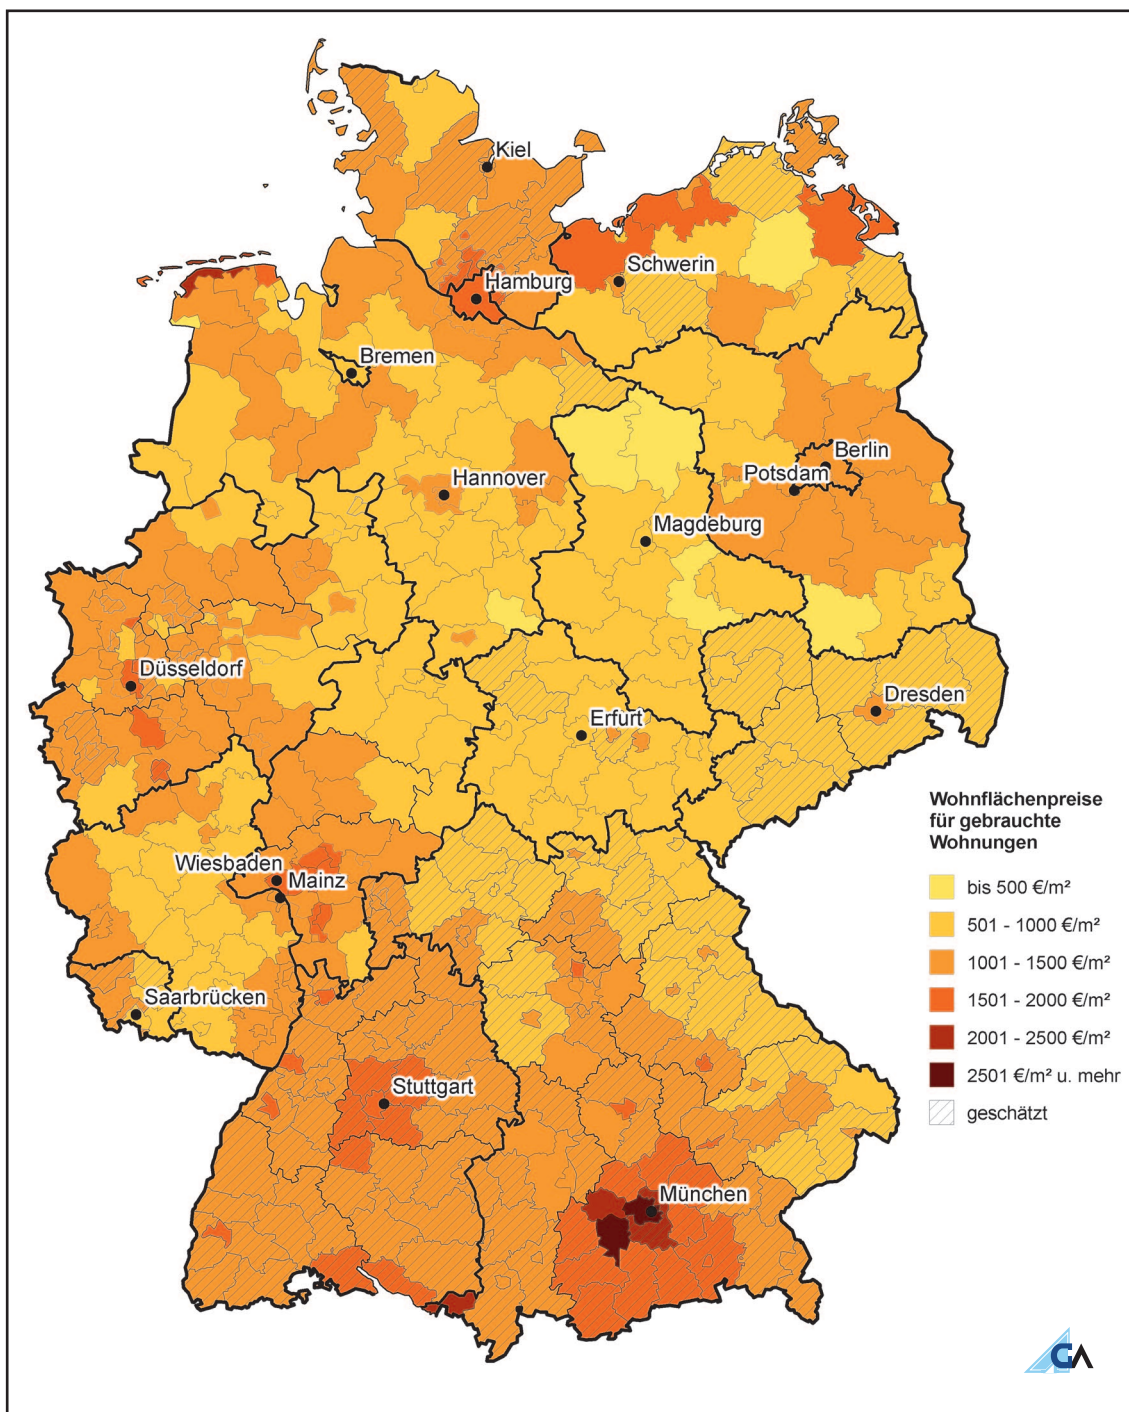 Kiel
Schwerin
Hamburg
Bremen
Berlin
Potsdam
Hannover
Magdeburg
Düsseldorf
Dresden
Erfurt
Wiesbaden
Mainz
Saarbrücken
Stuttgart
München
Wohnflächenpreise
für gebrauchte
Wohnungen
bis 500 €/m²
501 - 1000 €/m²
1001 - 1500 €/m²
1501 - 2000 €/m²
2001 - 2500 €/m²
2501 €/m² u. mehr
geschätzt
GA